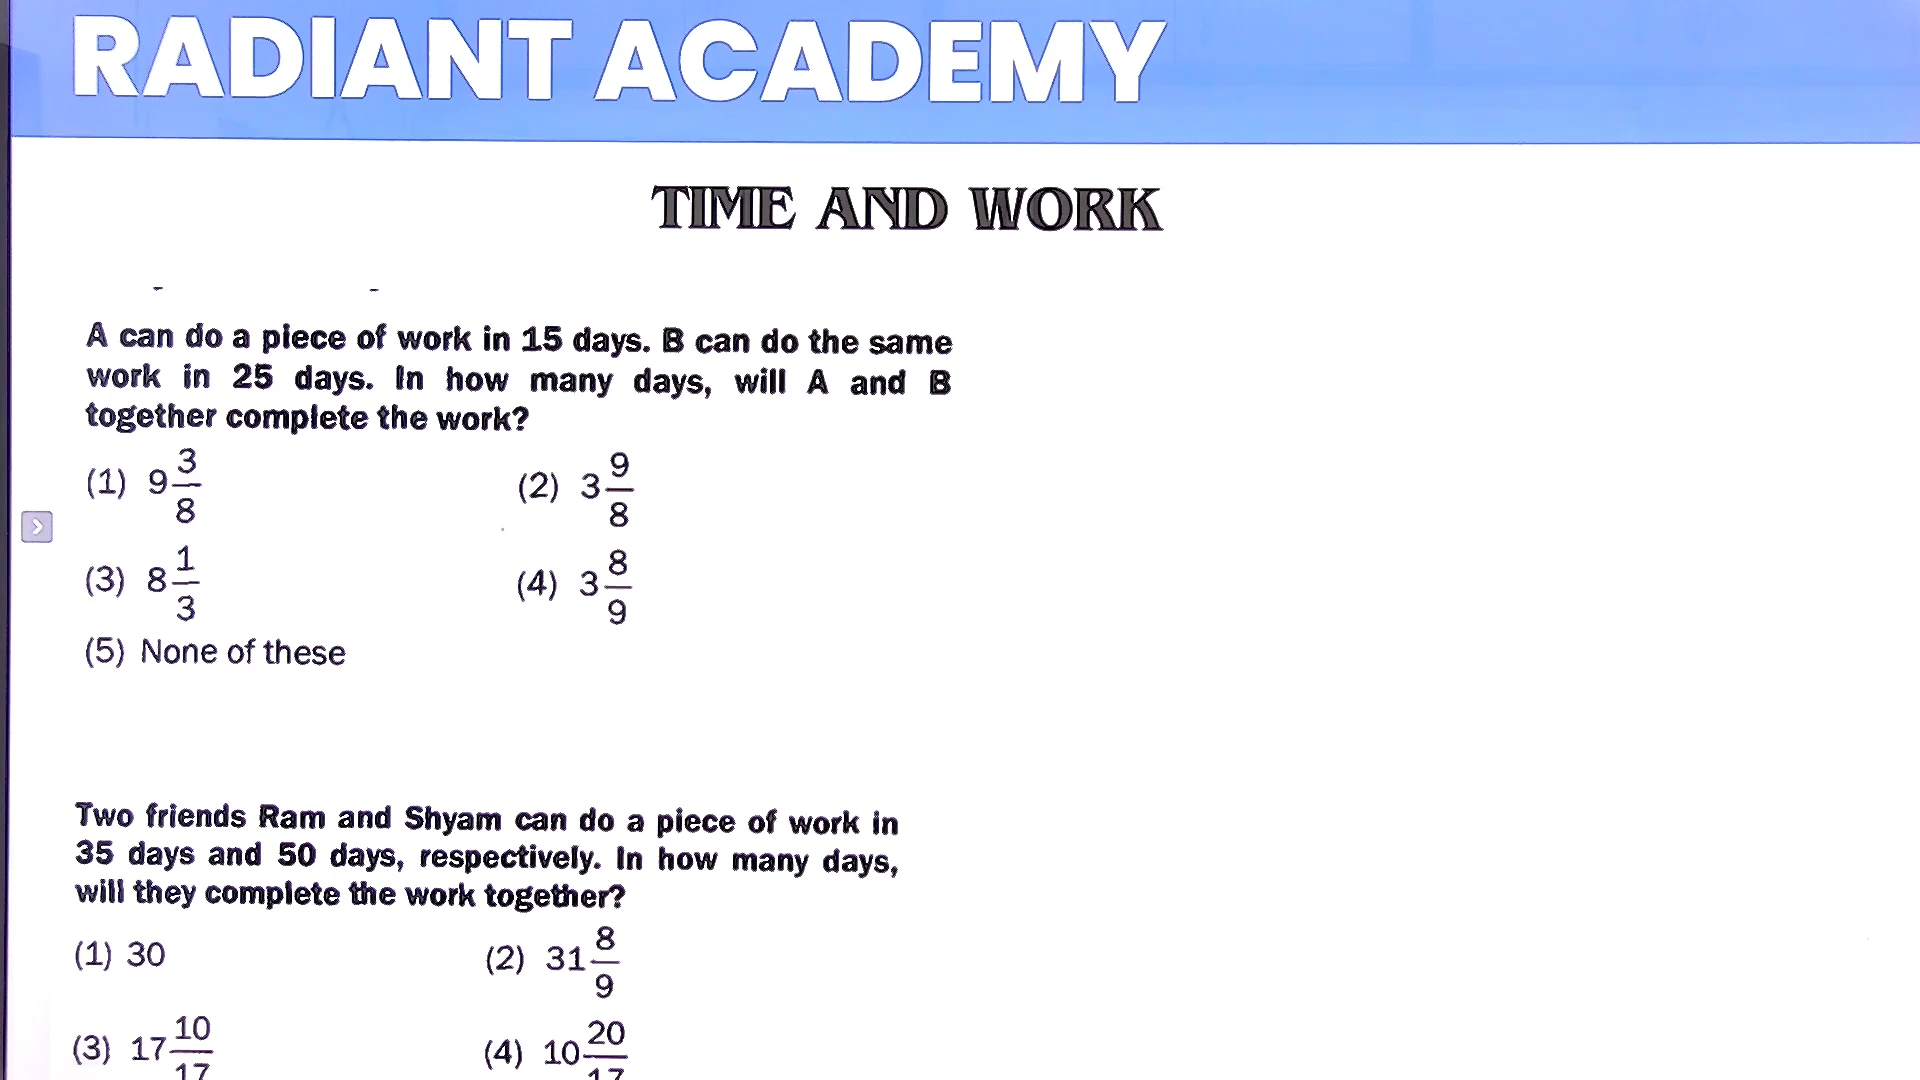 RADIANT ACADEMY
TIME AND WORK
A can do a piece of work in 15 days. B can do the same
work in 25 days. In how many days, will A and B
together complete the work?
(1) 9 3/8 (2) 3 9/8
(3) 8 1/3 (4) 3 8/9
(5) None of these
Two friends Ram and Shyam can do a piece of work in
35 days and 50 days, respectively. In how many days,
will they complete the work together?
(1) 30 (2) 31 8/9
(3) 17 10/17 (4) 10 20/17